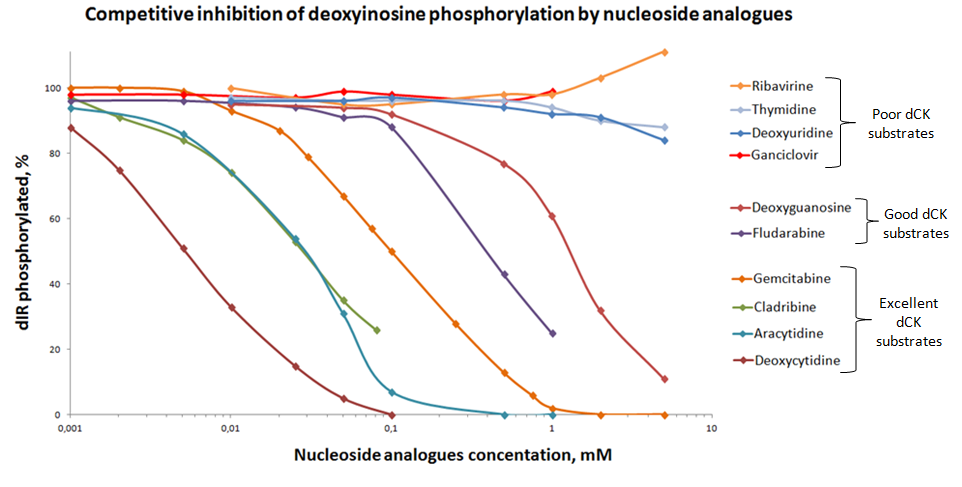 Competitive inhibition of deoxyinosine phosphorylation by nucleoside analogues
dIR phosphorylated, %
100
80
60
40
20
0
0,001
0,01
0,1
1
10
Nucleoside analogues concentation, mM
Ribavirine
Thymidine
Deoxyuridine
Ganciclovir
Poor dCK
substrates
Deoxyguanosine
Fludarabine
Good dCK
substrates
Gemcitabine
Cladribine
Aracytidine
Deoxycytidine
Excellent
dCK
substrates